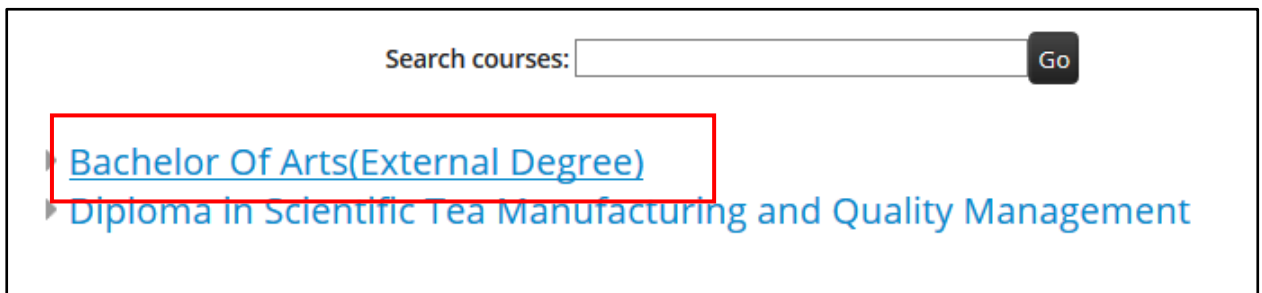 Search courses: Go
Bachelor Of Arts(External Degree)
Diploma in Scientific Tea Manufacturing and Quality Management